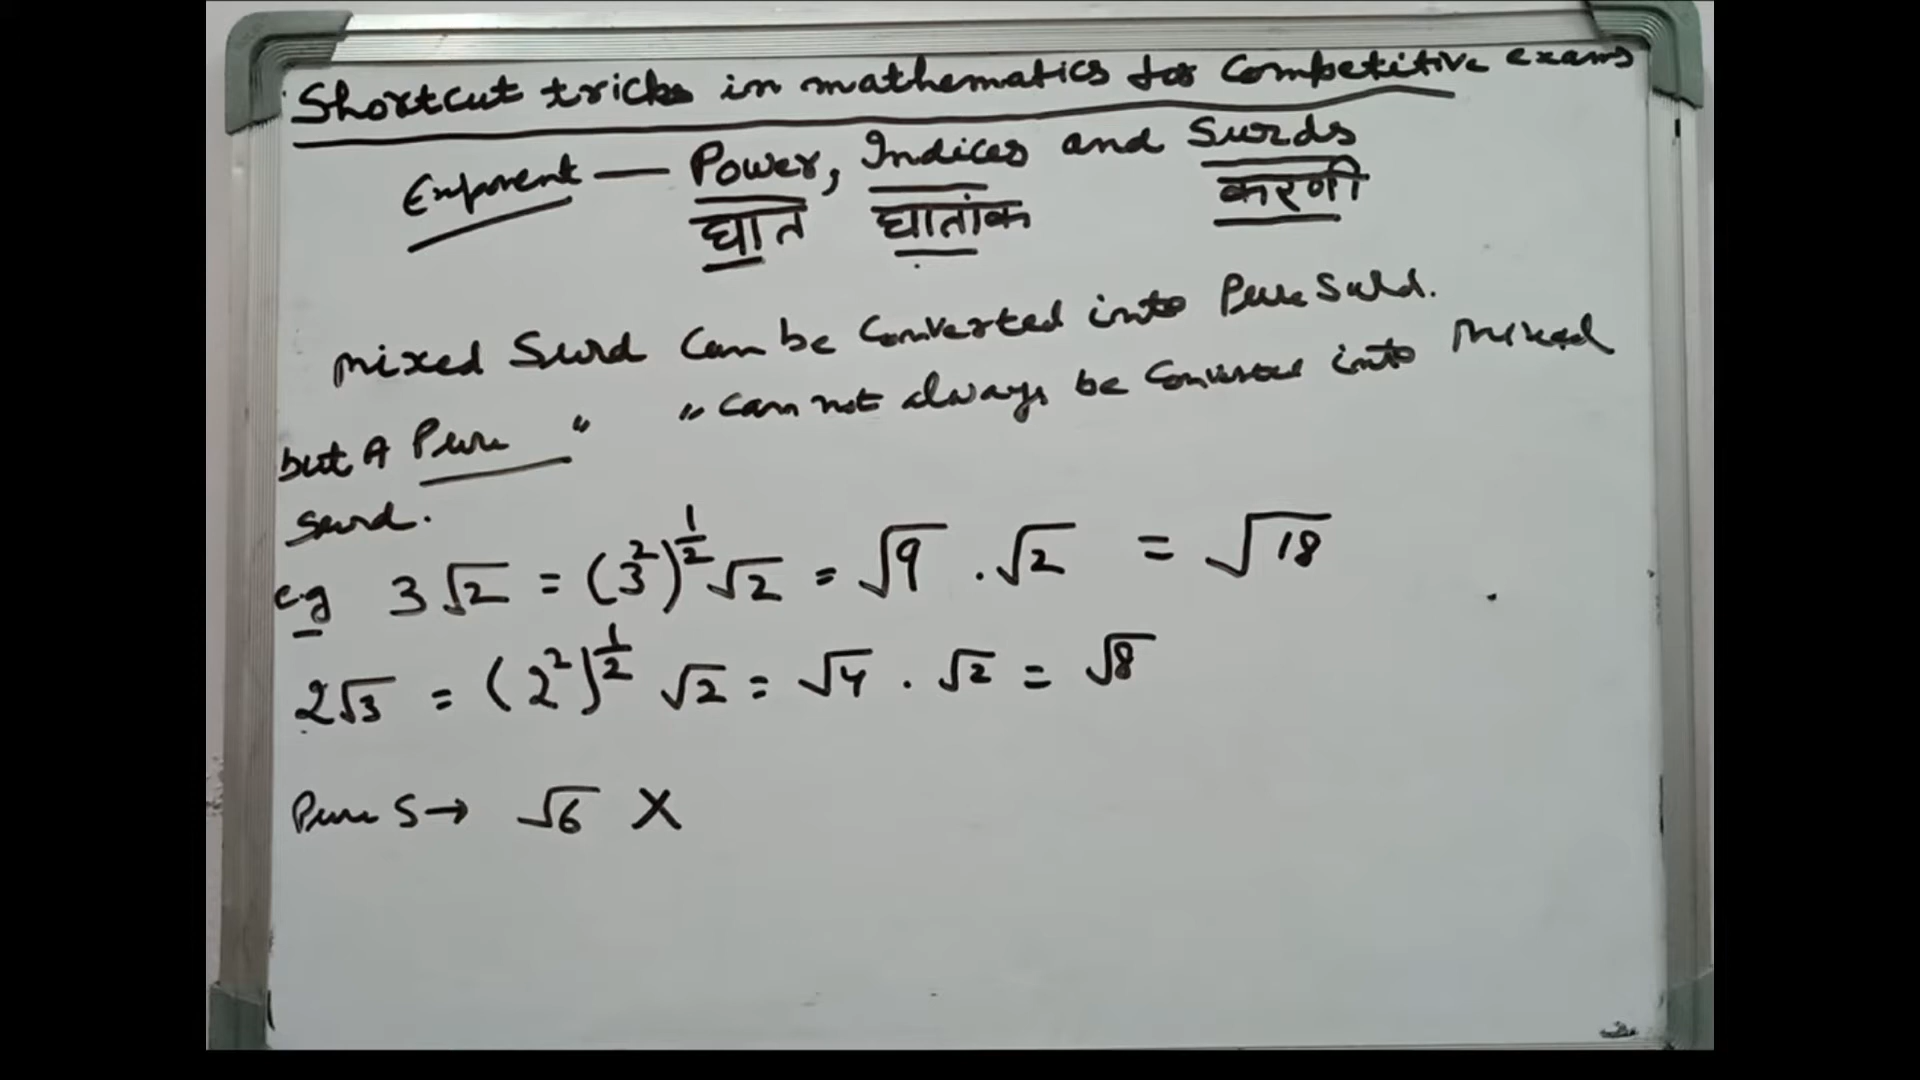 Shortcut tricks in mathematics for Competitive exams
Exponent — Power, Indices and Surds
घात घातांक करणी
Mixed Surd can be converted into Pure Surd.
but A Pure " " can not always be converted into Mixed
Surd.
e.g 3√2 = (3²)^½ √2 = √9 . √2 = √18
2√3 = (2²)^½ √2 = √4 . √2 = √8
Pure S → √6 X